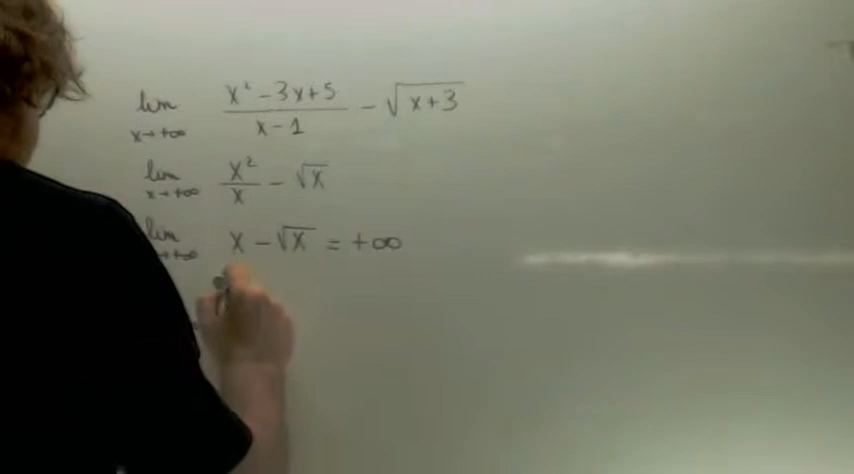 lim x→+∞ (x² - 3x + 5)/(x - 1) - √(x + 3)
lim x→+∞ x²/x - √x
lim x→+∞ x - √x = +∞